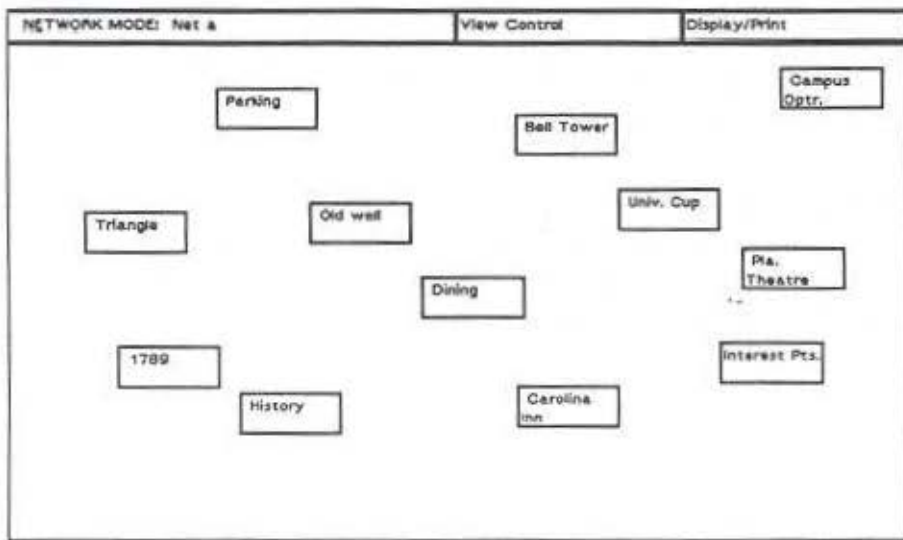 NETWORK MODE: Net a
View Control
Display/Print
Parking
Campus
Optr.
Bell Tower
Triangle
Old well
Univ. Cup
Pla.
Theatre
Dining
1789
Interest Pts.
History
Carolina
Inn